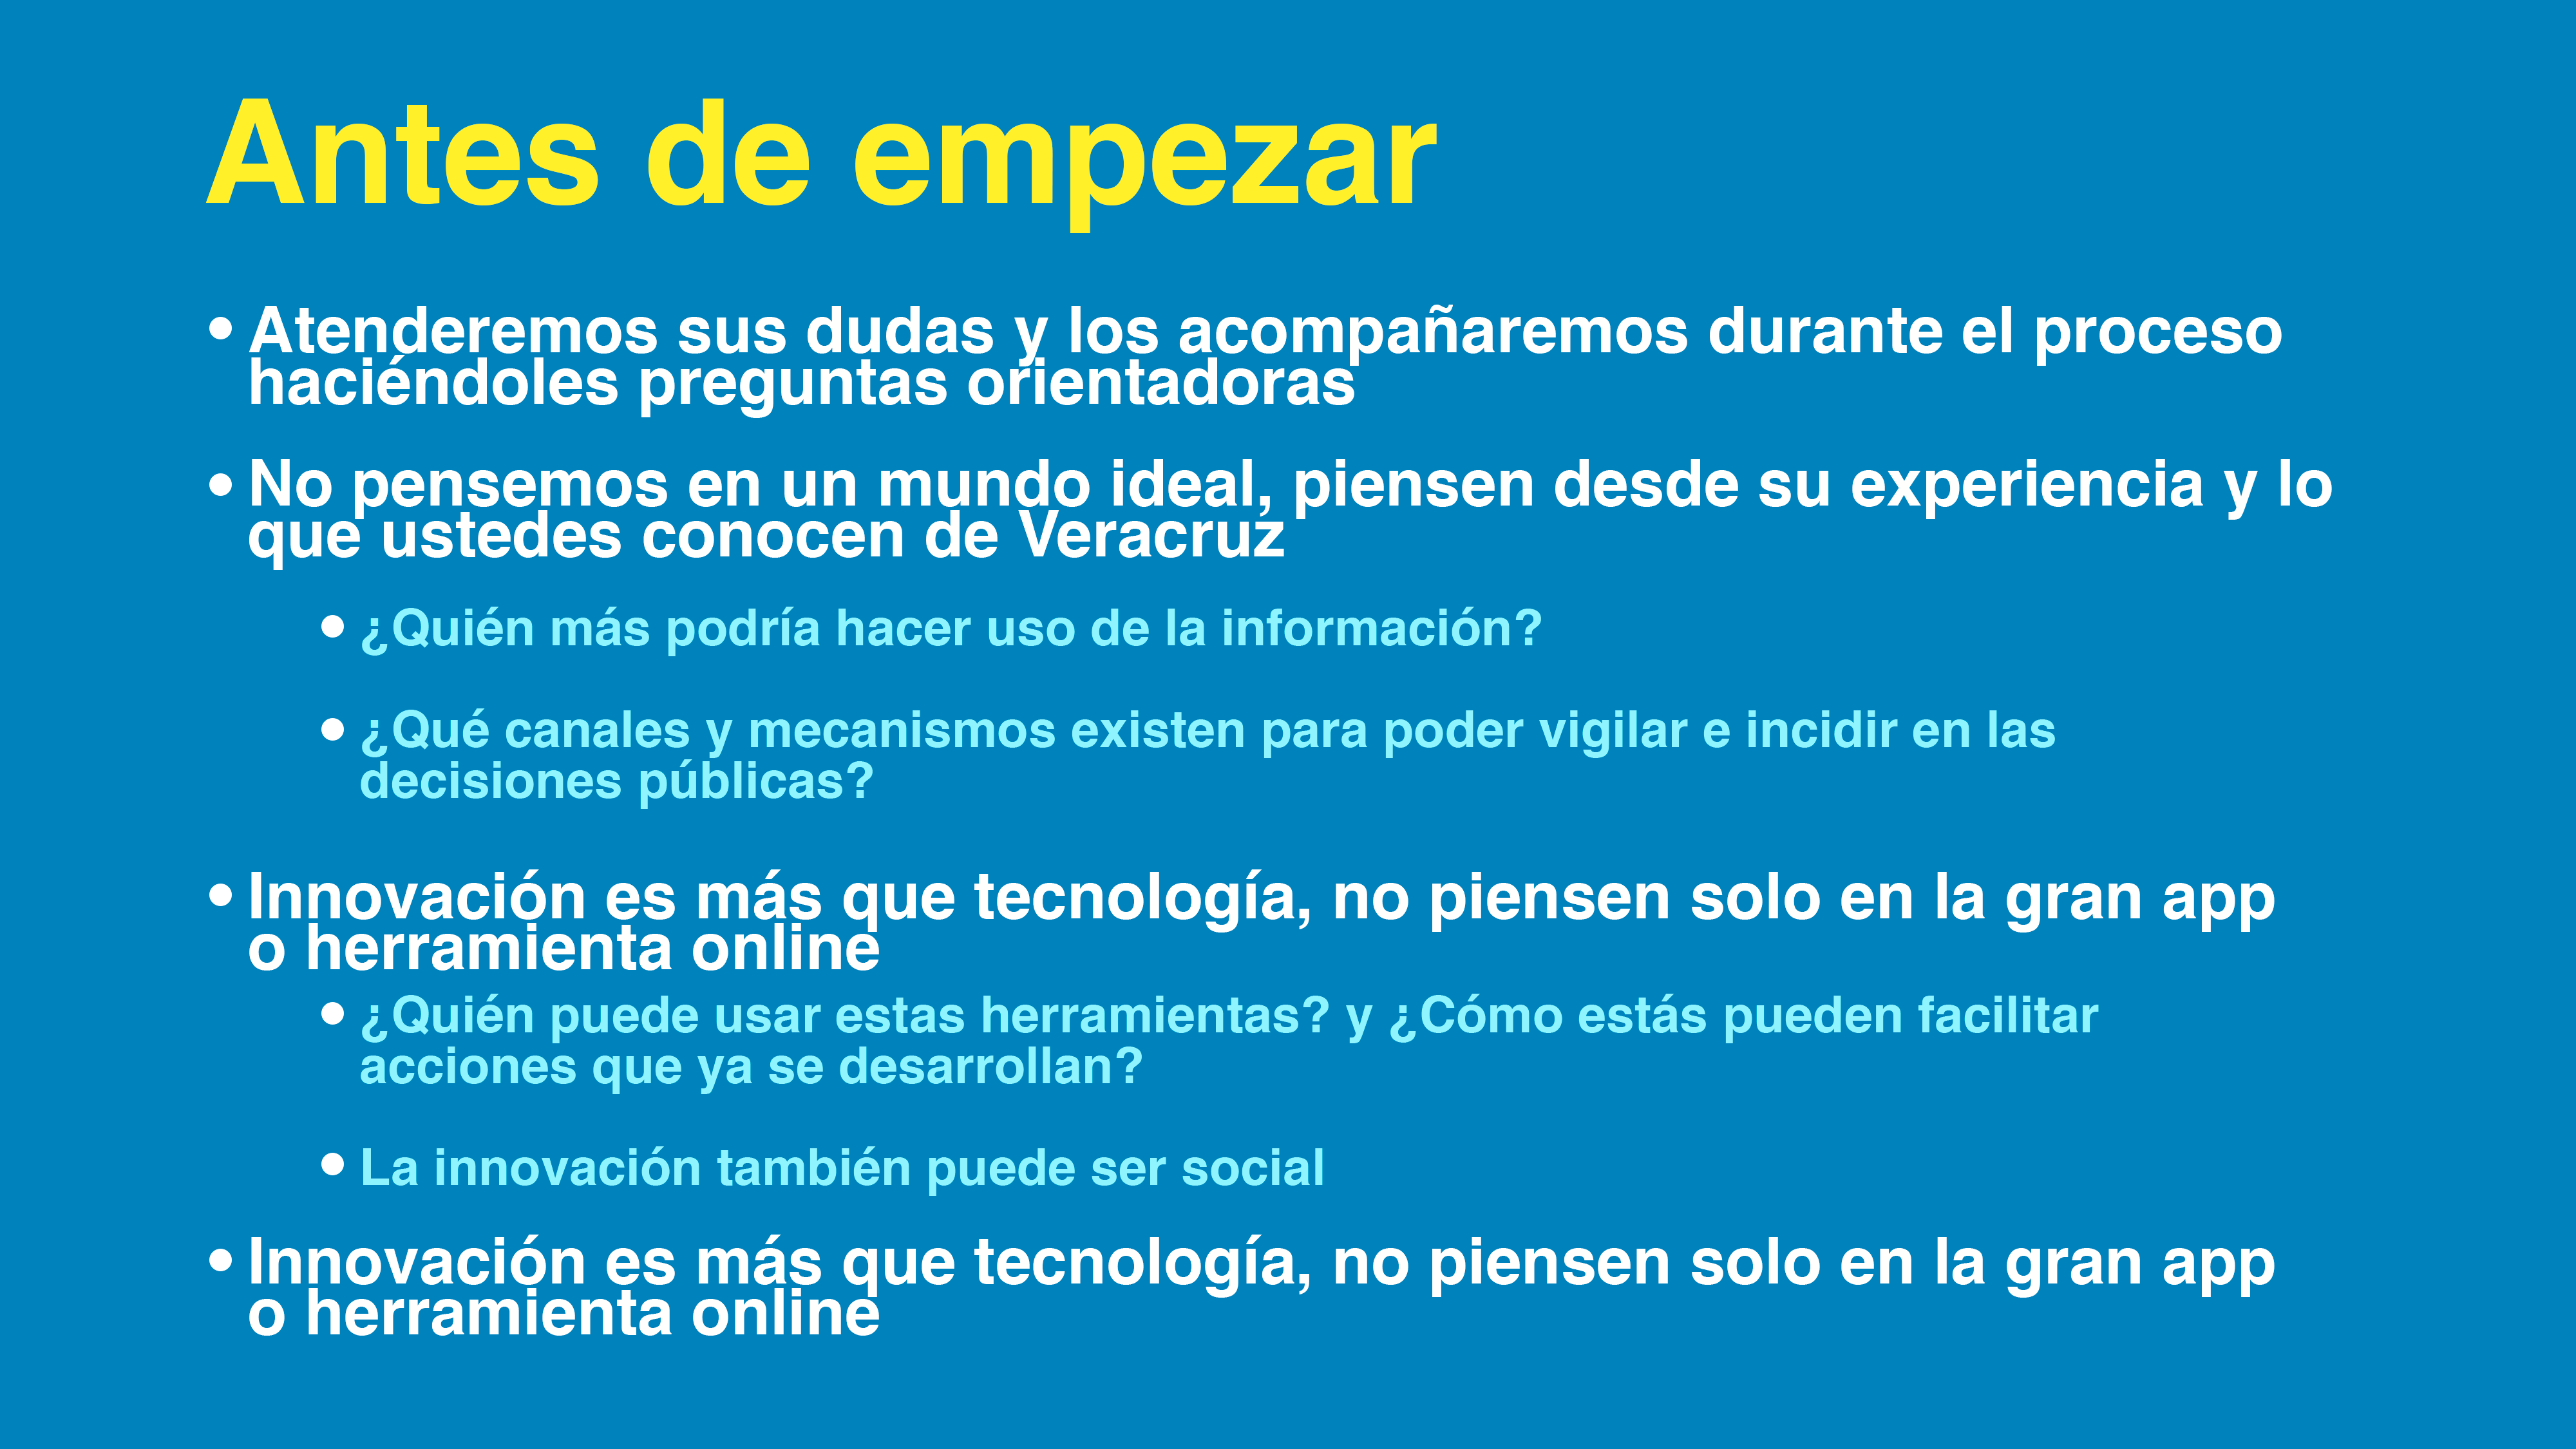 Antes de empezar
• Atenderemos sus dudas y los acompañaremos durante el proceso
haciéndoles preguntas orientadoras
• No pensemos en un mundo ideal, piensen desde su experiencia y lo
que ustedes conocen de Veracruz
• ¿Quién más podría hacer uso de la información?
• ¿Qué canales y mecanismos existen para poder vigilar e incidir en las
decisiones públicas?
• Innovación es más que tecnología, no piensen solo en la gran app
o herramienta online
• ¿Quién puede usar estas herramientas? y ¿Cómo estás pueden facilitar
acciones que ya se desarrollan?
• La innovación también puede ser social
• Innovación es más que tecnología, no piensen solo en la gran app
o herramienta online